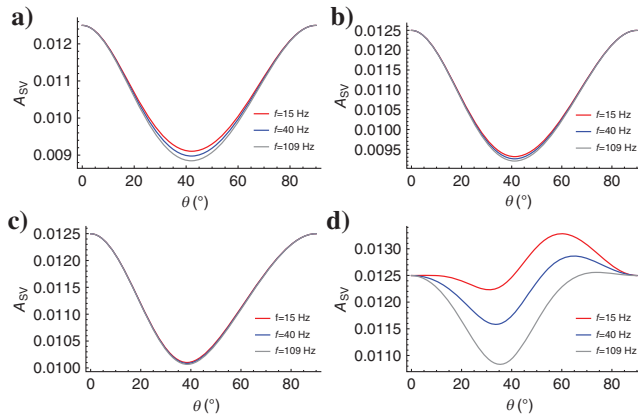 a)
0.012
0.011
0.010
0.009
A_SV
0 20 40 60 80
θ (°)
f=15 Hz
f=40 Hz
f=109 Hz
b)
0.0125
0.0120
0.0115
0.0110
0.0105
0.0100
0.0095
A_SV
0 20 40 60 80
θ (°)
f=15 Hz
f=40 Hz
f=109 Hz
c)
0.0125
0.0120
0.0115
0.0110
0.0105
0.0100
A_SV
0 20 40 60 80
θ (°)
f=15 Hz
f=40 Hz
f=109 Hz
d)
0.0130
0.0125
0.0120
0.0115
0.0110
A_SV
0 20 40 60 80
θ (°)
f=15 Hz
f=40 Hz
f=109 Hz